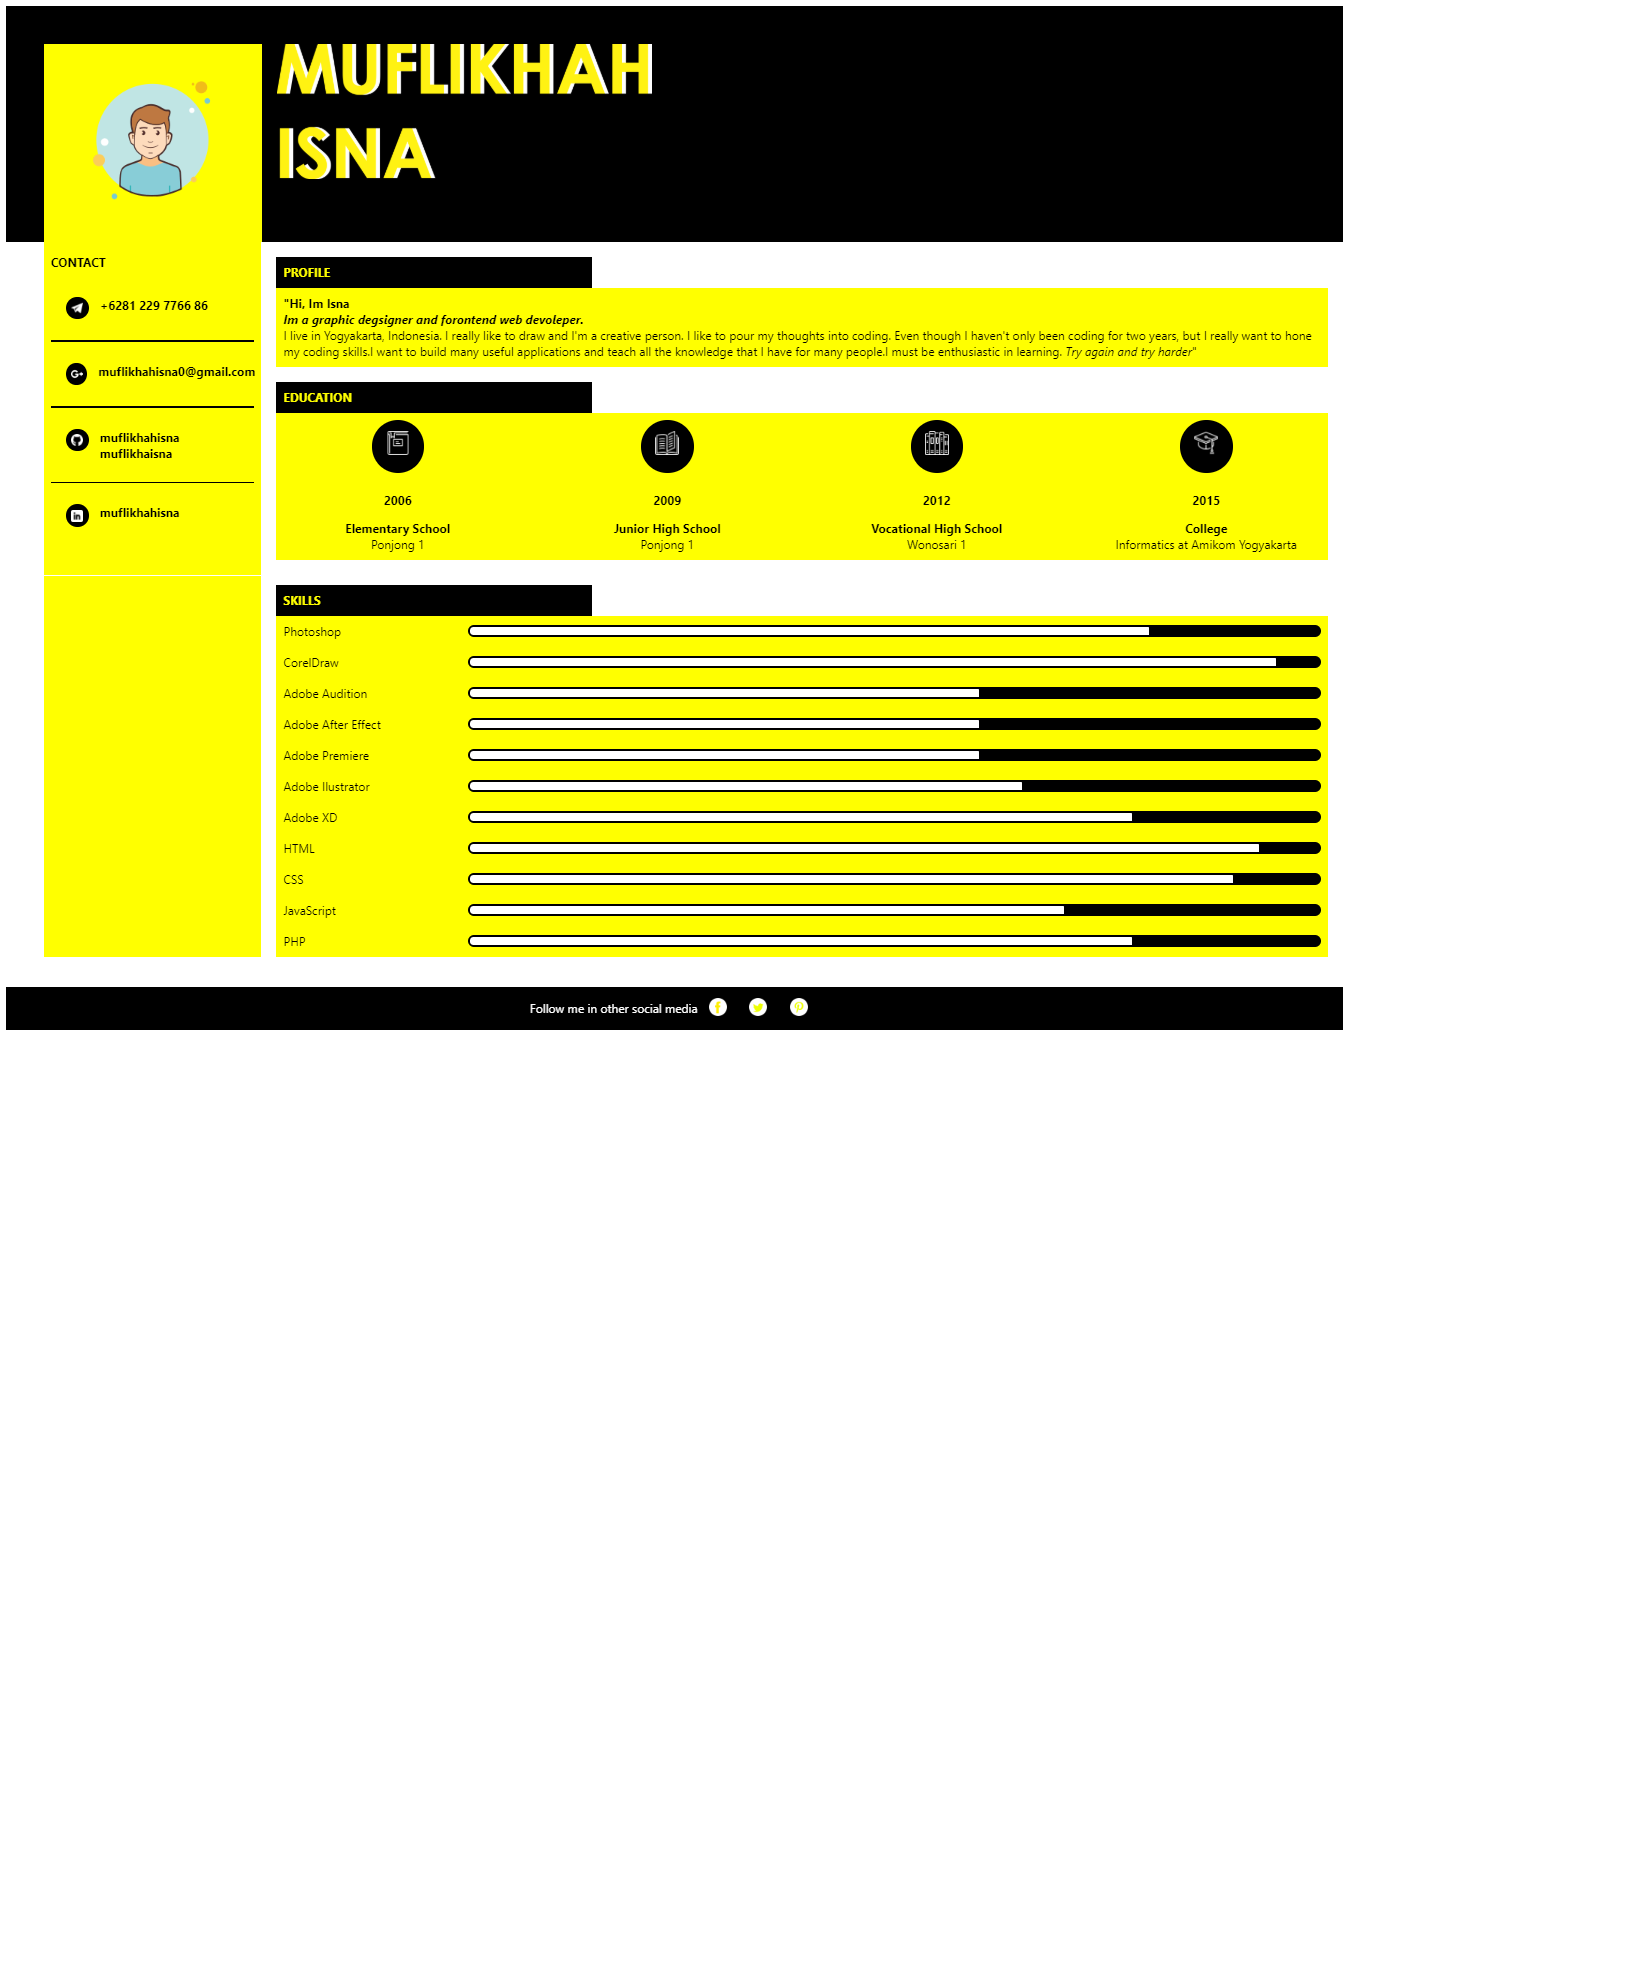 MUFLIKHAH
ISNA
CONTACT
+6281 229 7766 86
muflikhahisna0@gmail.com
muflikhahisna
muflikhaisna
muflikhahisna
PROFILE
"Hi, Im Isna
Im a graphic degsigner and forontend web devoleper.
I live in Yogyakarta, Indonesia. I really like to draw and I'm a creative person. I like to pour my thoughts into coding. Even though I haven't only been coding for two years, but I really want to hone
my coding skills.I want to build many useful applications and teach all the knowledge that I have for many people.I must be enthusiastic in learning. Try again and try harder"
EDUCATION
2006
Elementary School
Ponjong 1
2009
Junior High School
Ponjong 1
2012
Vocational High School
Wonosari 1
2015
College
Informatics at Amikom Yogyakarta
SKILLS
Photoshop
CorelDraw
Adobe Audition
Adobe After Effect
Adobe Premiere
Adobe Ilustrator
Adobe XD
HTML
CSS
JavaScript
PHP
Follow me in other social media